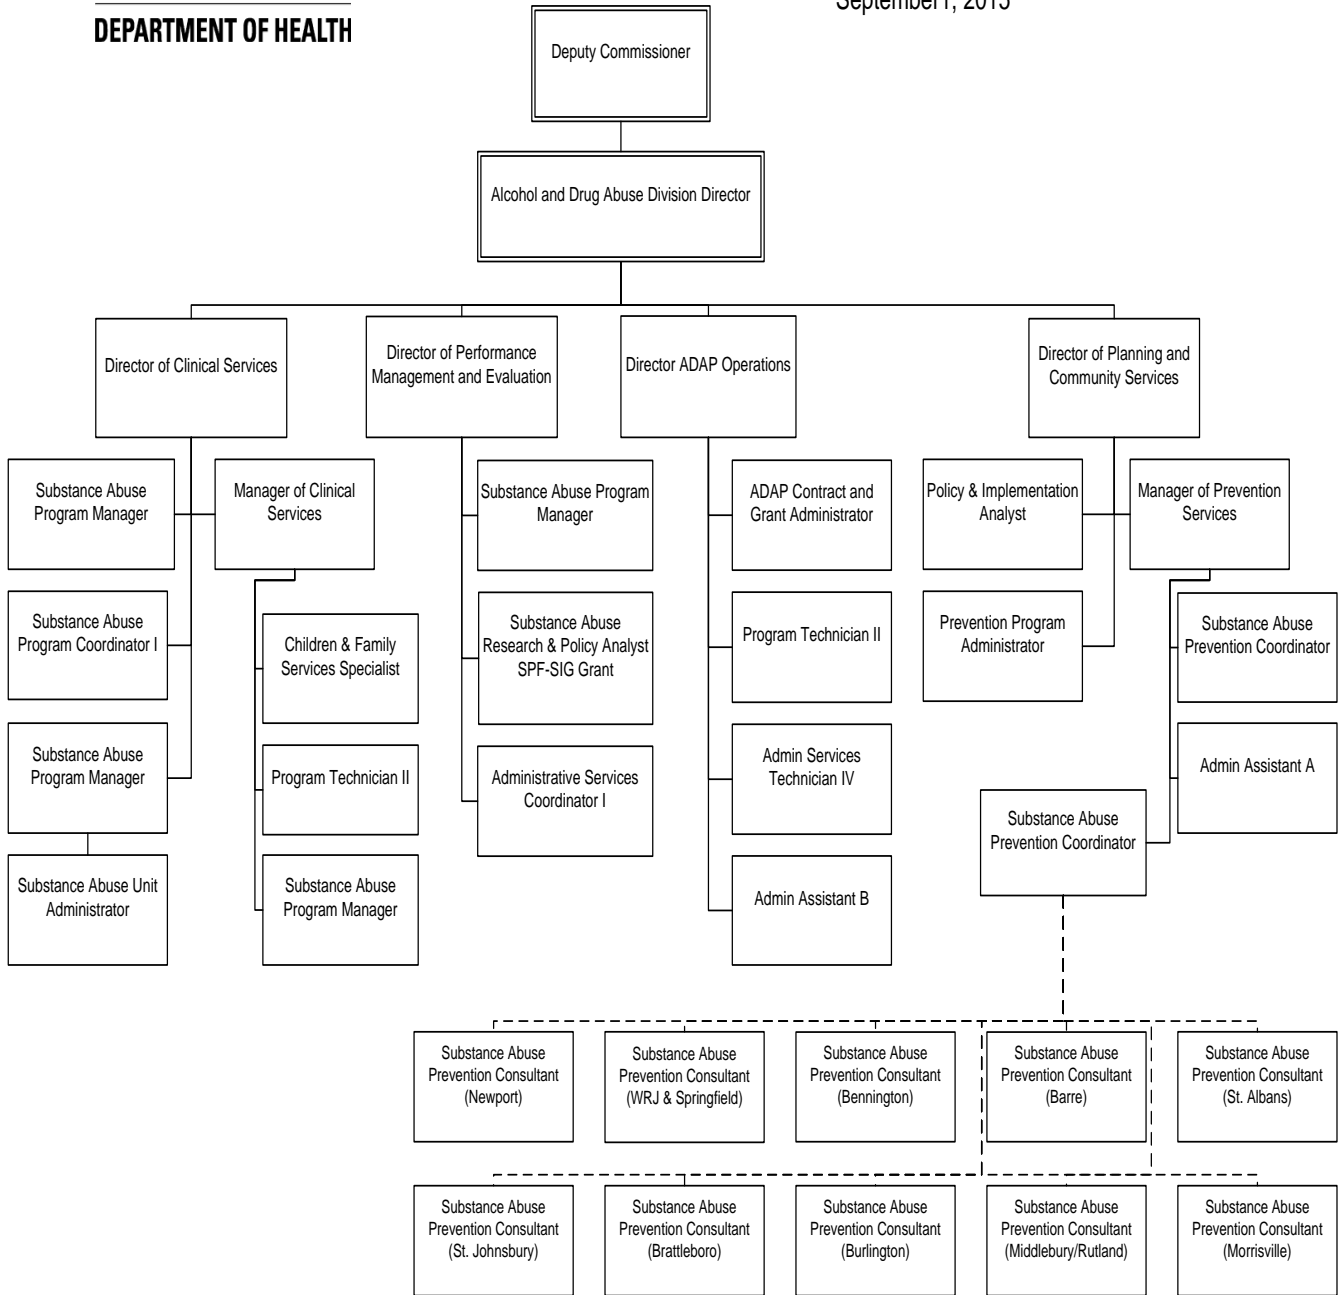 September1, 2015
DEPARTMENT OF HEALTH
Deputy Commissioner
Alcohol and Drug Abuse Division Director
Director of Clinical Services
Director of Performance
Management and Evaluation
Director ADAP Operations
Director of Planning and
Community Services
Substance Abuse
Program Manager
Manager of Clinical
Services
Substance Abuse Program
Manager
ADAP Contract and
Grant Administrator
Policy & Implementation
Analyst
Manager of Prevention
Services
Substance Abuse
Program Coordinator I
Children & Family
Services Specialist
Substance Abuse
Research & Policy Analyst
SPF-SIG Grant
Program Technician II
Prevention Program
Administrator
Substance Abuse
Prevention Coordinator
Substance Abuse
Program Manager
Program Technician II
Administrative Services
Coordinator I
Admin Services
Technician IV
Admin Assistant A
Substance Abuse
Prevention Coordinator
Substance Abuse Unit
Administrator
Substance Abuse
Program Manager
Admin Assistant B
Substance Abuse
Prevention Consultant
(Newport)
Substance Abuse
Prevention Consultant
(WRJ & Springfield)
Substance Abuse
Prevention Consultant
(Bennington)
Substance Abuse
Prevention Consultant
(Barre)
Substance Abuse
Prevention Consultant
(St. Albans)
Substance Abuse
Prevention Consultant
(St. Johnsbury)
Substance Abuse
Prevention Consultant
(Brattleboro)
Substance Abuse
Prevention Consultant
(Burlington)
Substance Abuse
Prevention Consultant
(Middlebury/Rutland)
Substance Abuse
Prevention Consultant
(Morrisville)